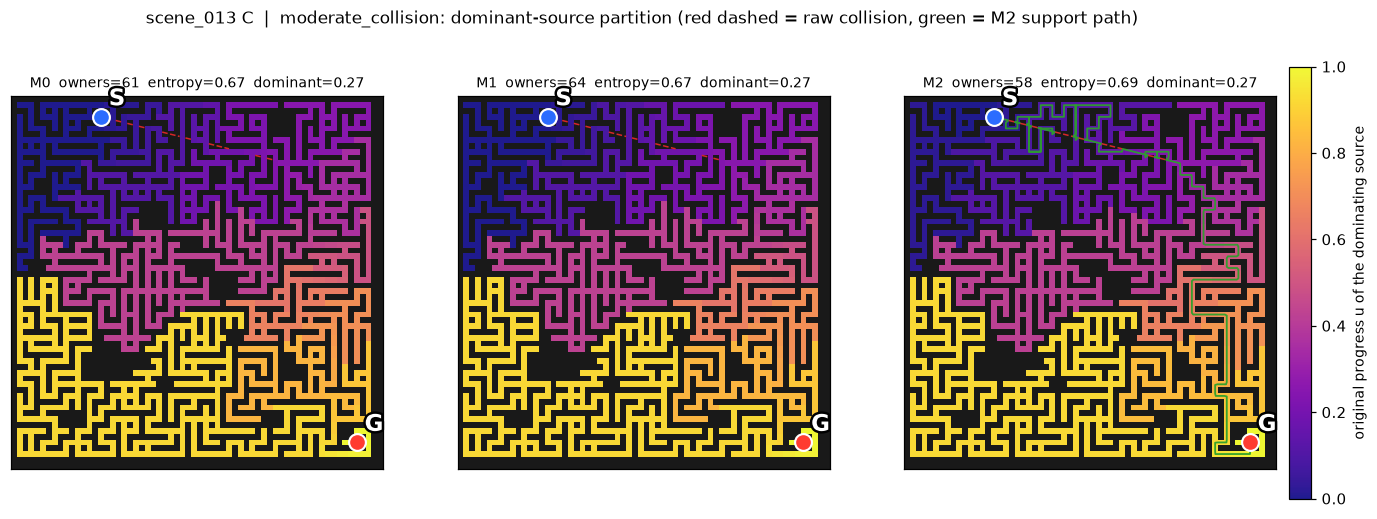 scene_013 C | moderate_collision: dominant-source partition (red dashed = raw collision, green = M2 support path)
M0 owners=61 entropy=0.67 dominant=0.27
M1 owners=64 entropy=0.67 dominant=0.27
M2 owners=58 entropy=0.69 dominant=0.27
S
S
S
G
G
G
1.0
0.8
0.6
0.4
0.2
0.0
original progress u of the dominating source